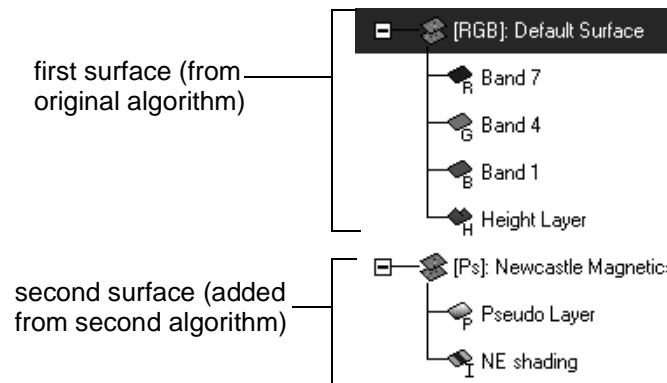 first surface (from
original algorithm)
[RGB]: Default Surface
R Band 7
G Band 4
B Band 1
H Height Layer
second surface (added
from second algorithm)
[Ps]: Newcastle Magnetics
P Pseudo Layer
I NE shading